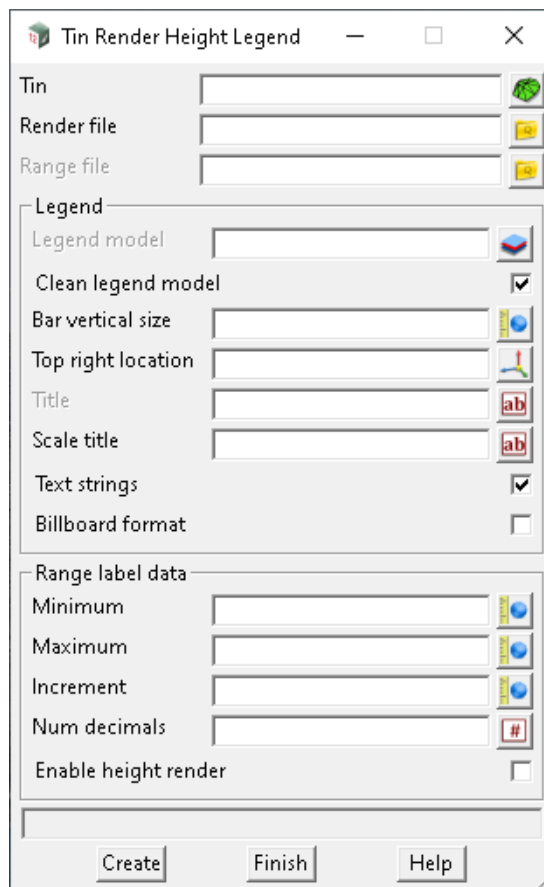 Tin Render Height Legend
Tin
Render file
Range file
Legend
Legend model
Clean legend model
Bar vertical size
Top right location
Title
ab
Scale title
ab
Text strings
Billboard format
Range label data
Minimum
Maximum
Increment
Num decimals
#
Enable height render
Create Finish Help